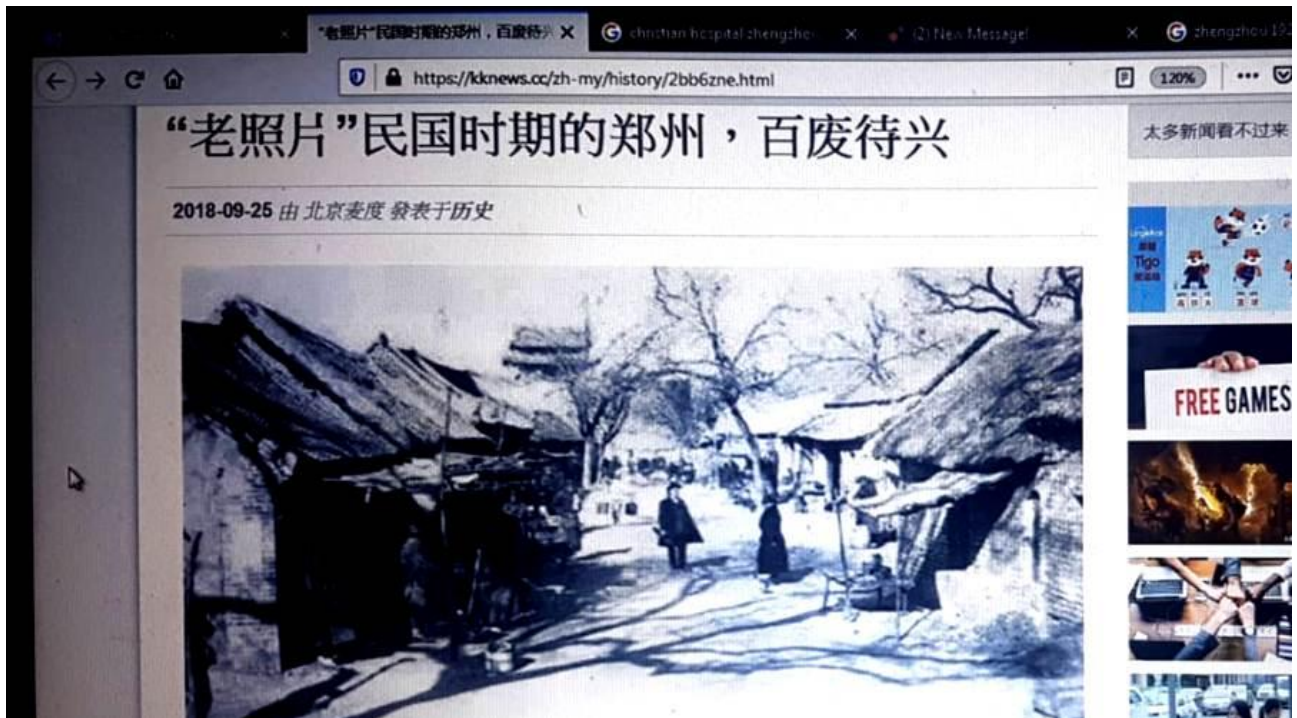 "老照片"民国时期的郑州，百废待
christian hospital zhengzho
(2) New Message!
zhengzhou 19
https://kknews.cc/zh-my/history/2bb6zne.html
120%
“老照片”民国时期的郑州，百废待兴
太多新闻看不过来
2018-09-25 由 北京麦度 發表于历史
Tigo
FREE GAMES